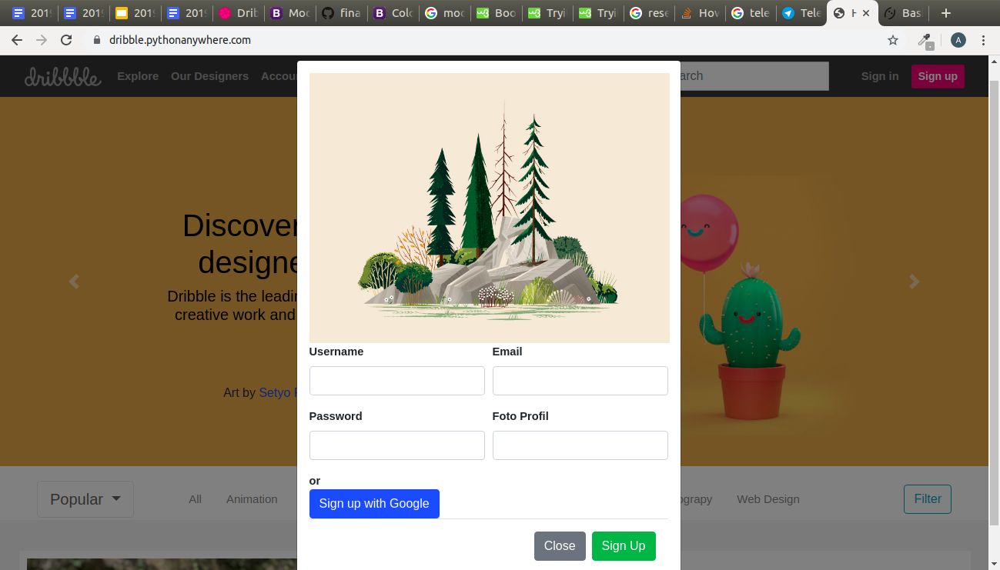 2019 2019 2019 2019 Drib Moc fina Colo moc Boo Tryi Tryi rese How tele Tele H Bas
dribble.pythonanywhere.com
A
dribbble Explore Our Designers Accou arch Sign in Sign up
Discover
designe
Dribble is the leadin
creative work and
Art by Setyo
Username Email
Password Foto Profil
or
Sign up with Google
Popular All Animation ograpy Web Design Filter
Close Sign Up